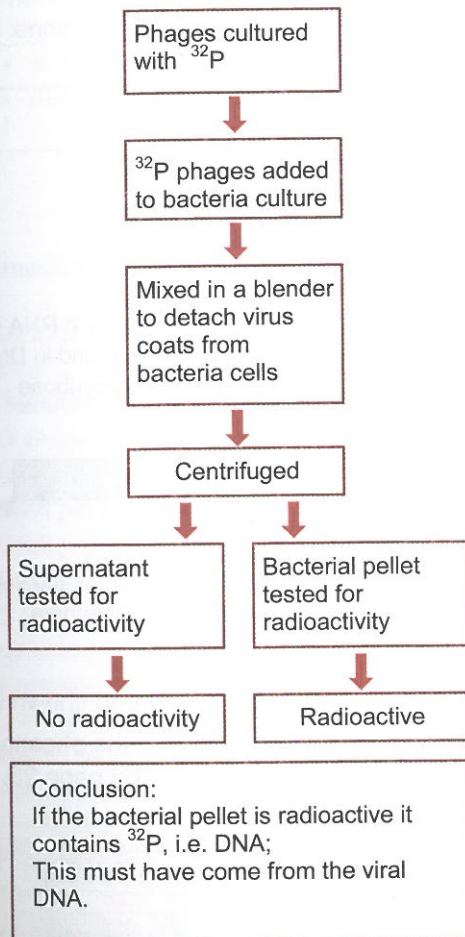 Phages cultured
with ³²P
³²P phages added
to bacteria culture
Mixed in a blender
to detach virus
coats from
bacteria cells
Centrifuged
Supernatant
tested for
radioactivity
Bacterial pellet
tested for
radioactivity
No radioactivity
Radioactive
Conclusion:
If the bacterial pellet is radioactive it
contains ³²P, i.e. DNA;
This must have come from the viral
DNA.